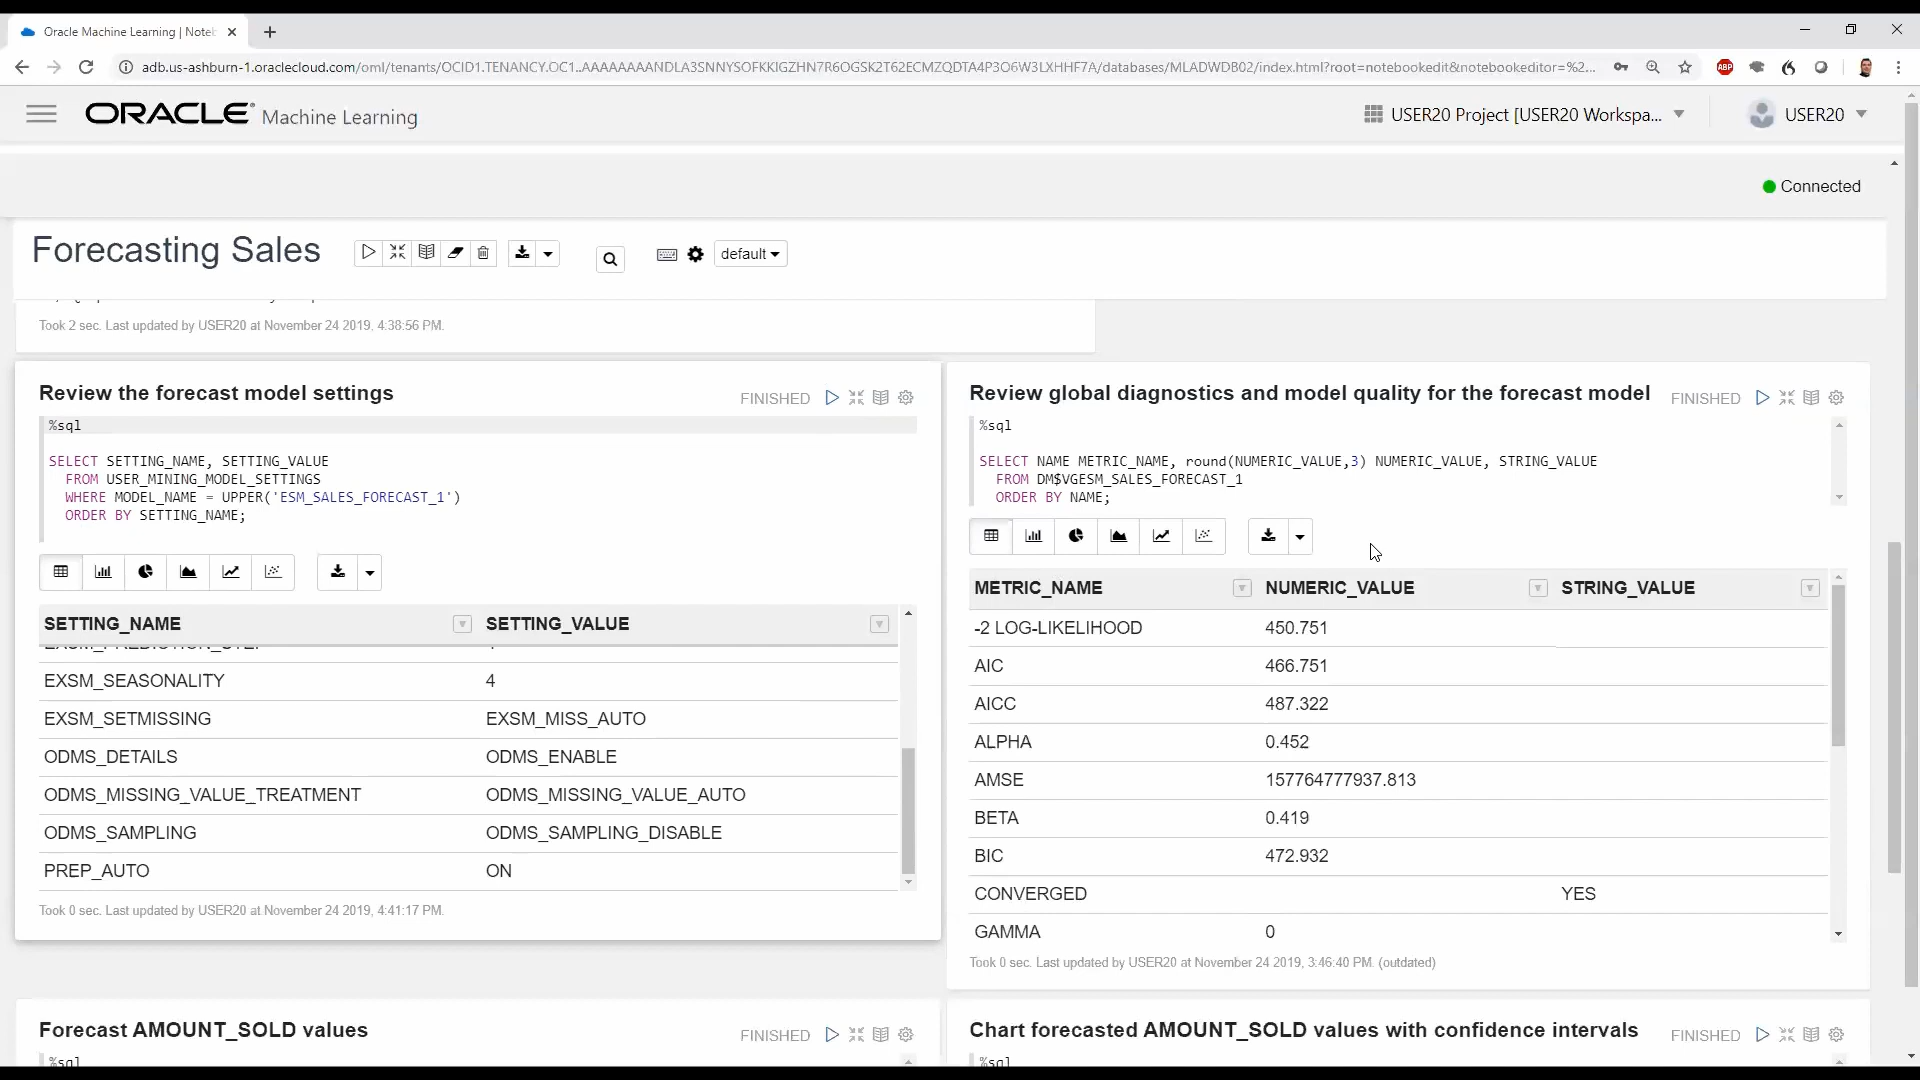 Oracle Machine Learning | Noteb
adb.us-ashburn-1.oraclecloud.com/oml/tenants/OCID1.TENANCY.OC1..AAAAAAAANDLA3SNNYSOFKKIGZHN7R6OGSK2T62ECMZQDTA4P3O6W3LXHHF7A/databases/MLADWDB02/index.html?root=notebookedit&notebookeditor=%2...
ABP
ORACLE Machine Learning
USER20 Project [USER20 Workspa...
USER20
Connected
Forecasting Sales
default
Took 2 sec. Last updated by USER20 at November 24 2019, 4:38:56 PM.
Review the forecast model settings
FINISHED
%sql
SELECT SETTING_NAME, SETTING_VALUE
FROM USER_MINING_MODEL_SETTINGS
WHERE MODEL_NAME = UPPER('ESM_SALES_FORECAST_1')
ORDER BY SETTING_NAME;
SETTING_NAME SETTING_VALUE
EXSM_SEASONALITY 4
EXSM_SETMISSING EXSM_MISS_AUTO
ODMS_DETAILS ODMS_ENABLE
ODMS_MISSING_VALUE_TREATMENT ODMS_MISSING_VALUE_AUTO
ODMS_SAMPLING ODMS_SAMPLING_DISABLE
PREP_AUTO ON
Took 0 sec. Last updated by USER20 at November 24 2019, 4:41:17 PM.
Review global diagnostics and model quality for the forecast model
FINISHED
%sql
SELECT NAME METRIC_NAME, round(NUMERIC_VALUE,3) NUMERIC_VALUE, STRING_VALUE
FROM DM$VGESM_SALES_FORECAST_1
ORDER BY NAME;
METRIC_NAME NUMERIC_VALUE STRING_VALUE
-2 LOG-LIKELIHOOD 450.751
AIC 466.751
AICC 487.322
ALPHA 0.452
AMSE 157764777937.813
BETA 0.419
BIC 472.932
CONVERGED YES
GAMMA 0
Took 0 sec. Last updated by USER20 at November 24 2019, 3:46:40 PM. (outdated)
Forecast AMOUNT_SOLD values
FINISHED
%sql
Chart forecasted AMOUNT_SOLD values with confidence intervals
FINISHED
%sql